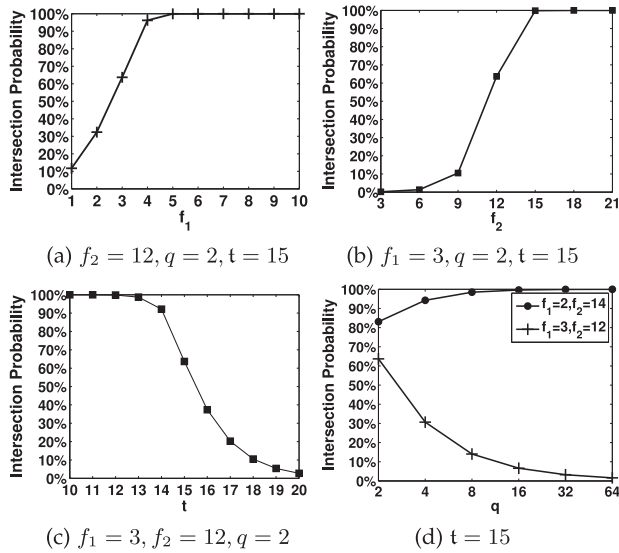 Intersection Probability
100%
90%
80%
70%
60%
50%
40%
30%
20%
10%
0%
1 2 3 4 5 6 7 8 9 10
f1
(a) f2 = 12, q = 2, t = 15
Intersection Probability
100%
90%
80%
70%
60%
50%
40%
30%
20%
10%
0%
3 6 9 12 15 18 21
f2
(b) f1 = 3, q = 2, t = 15
Intersection Probability
100%
90%
80%
70%
60%
50%
40%
30%
20%
10%
0%
10 11 12 13 14 15 16 17 18 19 20
t
(c) f1 = 3, f2 = 12, q = 2
Intersection Probability
100%
90%
80%
70%
60%
50%
40%
30%
20%
10%
0%
f1=2,f2=14
f1=3,f2=12
2 4 8 16 32 64
q
(d) t = 15